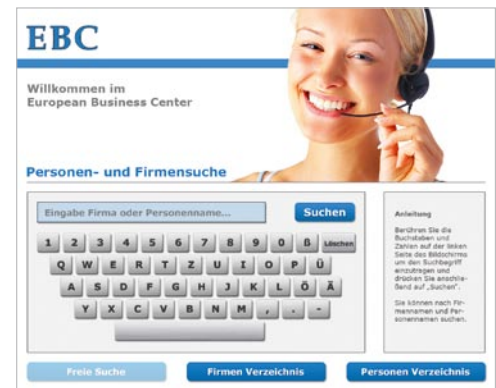 EBC
Willkommen im
European Business Center
Personen- und Firmensuche
Eingabe Firma oder Personenname...
Suchen
1 2 3 4 5 6 7 8 9 0 ß Löschen
Q W E R T Z U I O P Ü
A S D F G H J K L Ö Ä
Y X C V B N M , . -
Anleitung
Berühren Sie die
Buchstaben und
Zahlen auf der linken
Seite des Bildschirms
um den Suchbegriff
einzutragen und
drücken Sie anschlie-
ßend auf „Suchen".
Sie können nach Fir-
mennamen und Per-
sonennamen suchen.
Freie Suche
Firmen Verzeichnis
Personen Verzeichnis